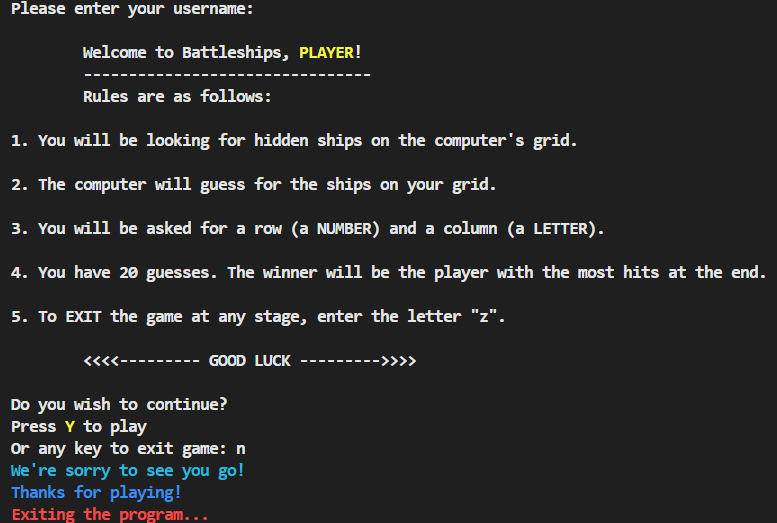 Please enter your username:
Welcome to Battleships, PLAYER!
--------------------------------
Rules are as follows:
1. You will be looking for hidden ships on the computer's grid.
2. The computer will guess for the ships on your grid.
3. You will be asked for a row (a NUMBER) and a column (a LETTER).
4. You have 20 guesses. The winner will be the player with the most hits at the end.
5. To EXIT the game at any stage, enter the letter "z".
<<<<--------- GOOD LUCK --------->>>>
Do you wish to continue?
Press Y to play
Or any key to exit game: n
We're sorry to see you go!
Thanks for playing!
Exiting the program...